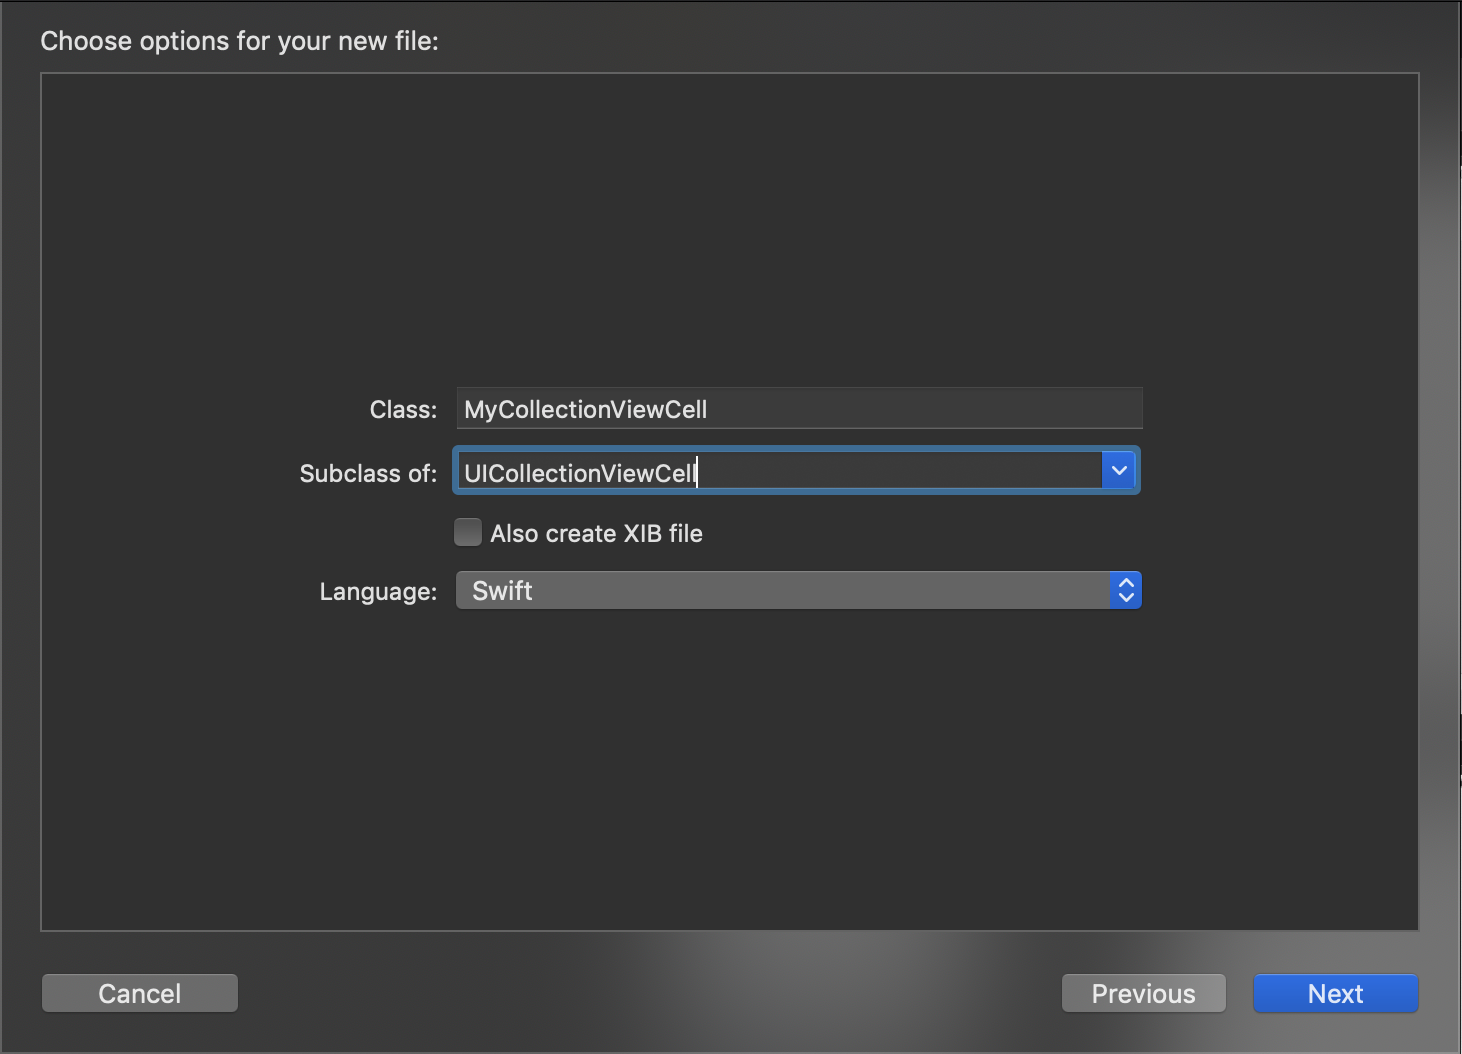 Choose options for your new file:
Class: MyCollectionViewCell
Subclass of: UICollectionViewCell
Also create XIB file
Language: Swift
Cancel Previous Next